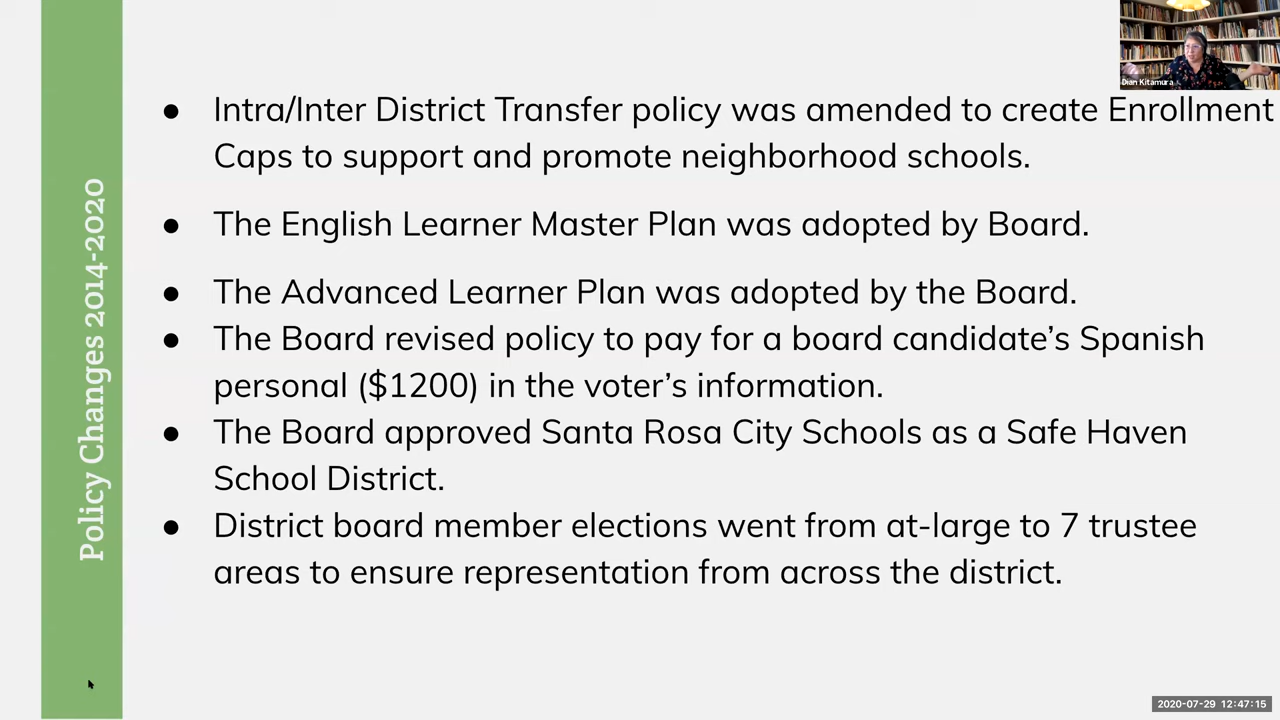 Dian Kitamura
Intra/Inter District Transfer policy was amended to create Enrollment
Caps to support and promote neighborhood schools.
The English Learner Master Plan was adopted by Board.
The Advanced Learner Plan was adopted by the Board.
The Board revised policy to pay for a board candidate’s Spanish
personal ($1200) in the voter’s information.
The Board approved Santa Rosa City Schools as a Safe Haven
School District.
District board member elections went from at-large to 7 trustee
areas to ensure representation from across the district.
Policy Changes 2014-2020
2020-07-29 12:47:15